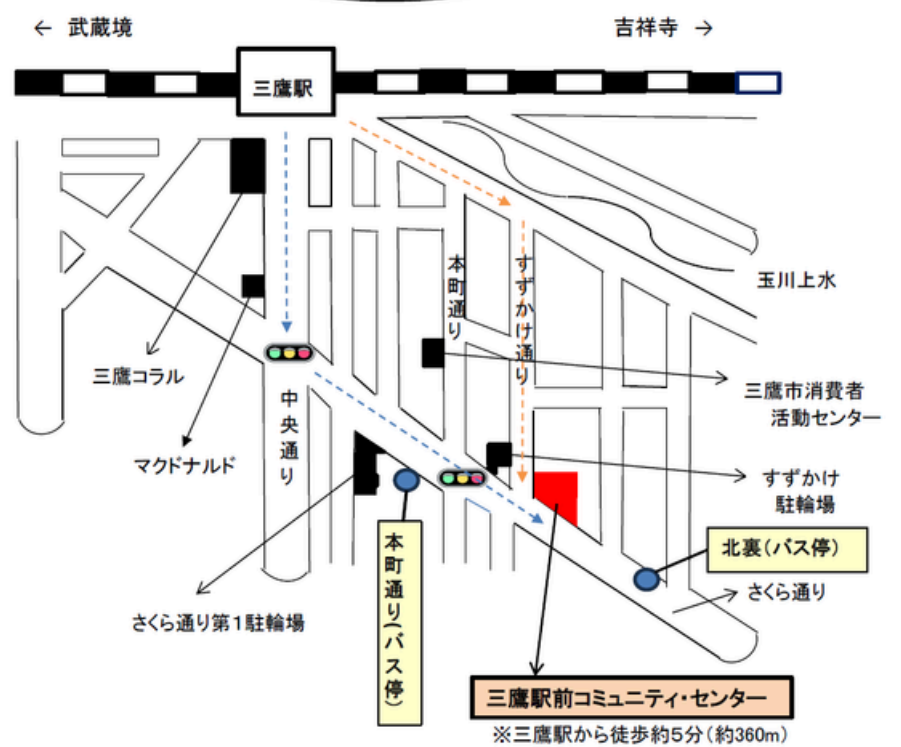 ← 武蔵境
吉祥寺 →
三鷹駅
玉川上水
本町通り
すずかけ通り
三鷹コラル
三鷹市消費者
活動センター
中央通り
マクドナルド
すずかけ
駐輪場
本町通り(バス停)
北裏(バス停)
さくら通り
さくら通り第1駐輪場
三鷹駅前コミュニティ・センター
※三鷹駅から徒歩約5分(約360m)